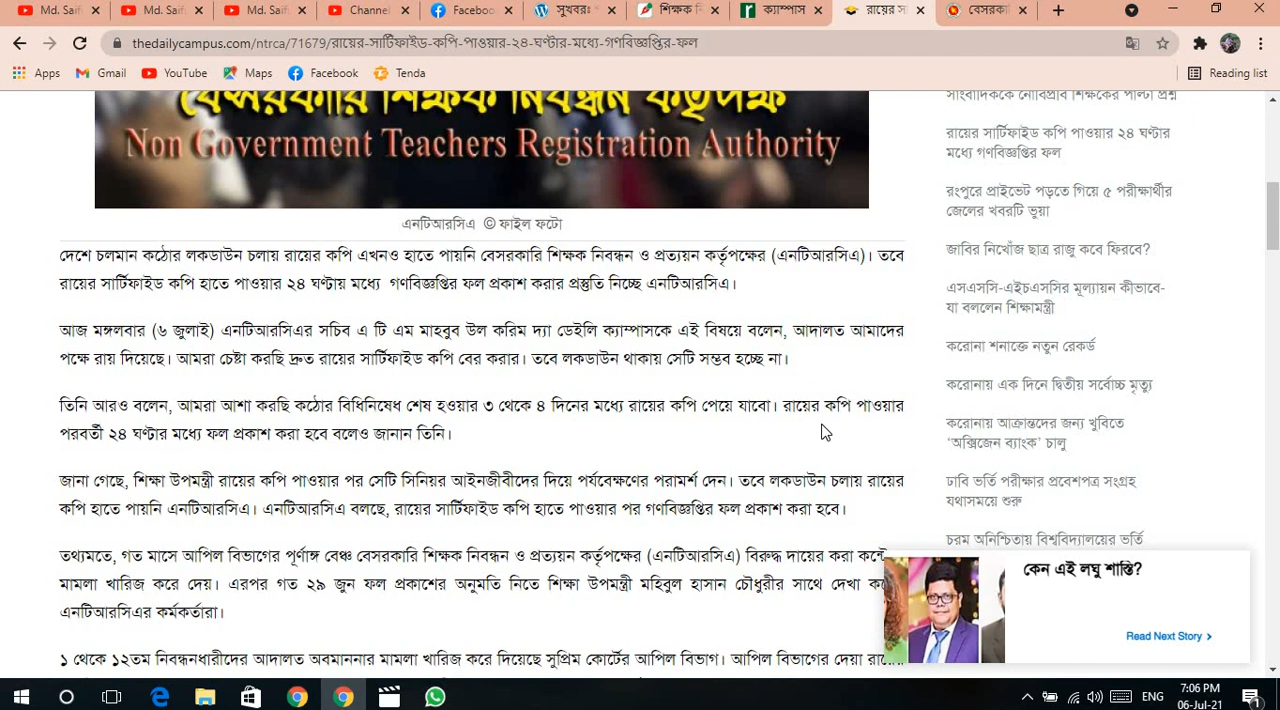 Md. Saif
Md. Saif
Md. Saif
Channel
Faceboo
সুখবরঃ
শিক্ষক নি
ক্যাম্পাস
রায়ের স
বেসরকা
thedailycampus.com/ntrca/71679/রায়ের-সার্টিফাইড-কপি-পাওয়ার-২৪-ঘণ্টার-মধ্যে-গণবিজ্ঞপ্তির-ফল
Apps Gmail YouTube Maps Facebook Tenda Reading list
বেসরকারি শিক্ষক নিবন্ধন কর্তৃপক্ষ
Non Government Teachers Registration Authority
এনটিআরসিএ © ফাইল ফটো
দেশে চলমান কঠোর লকডাউন চলায় রায়ের কপি এখনও হাতে পায়নি বেসরকারি শিক্ষক নিবন্ধন ও প্রত্যয়ন কর্তৃপক্ষের (এনটিআরসিএ)। তবে
রায়ের সার্টিফাইড কপি হাতে পাওয়ার ২৪ ঘণ্টায় মধ্যে গণবিজ্ঞপ্তির ফল প্রকাশ করার প্রস্তুতি নিচ্ছে এনটিআরসিএ।
আজ মঙ্গলবার (৬ জুলাই) এনটিআরসিএর সচিব এ টি এম মাহবুব উল করিম দ্যা ডেইলি ক্যাম্পাসকে এই বিষয়ে বলেন, আদালত আমাদের
পক্ষে রায় দিয়েছে। আমরা চেষ্টা করছি দ্রুত রায়ের সার্টিফাইড কপি বের করার। তবে লকডাউন থাকায় সেটি সম্ভব হচ্ছে না।
তিনি আরও বলেন, আমরা আশা করছি কঠোর বিধিনিষেধ শেষ হওয়ার ৩ থেকে ৪ দিনের মধ্যে রায়ের কপি পেয়ে যাবো। রায়ের কপি পাওয়ার
পরবর্তী ২৪ ঘণ্টার মধ্যে ফল প্রকাশ করা হবে বলেও জানান তিনি।
জানা গেছে, শিক্ষা উপমন্ত্রী রায়ের কপি পাওয়ার পর সেটি সিনিয়র আইনজীবীদের দিয়ে পর্যবেক্ষণের পরামর্শ দেন। তবে লকডাউন চলায় রায়ের
কপি হাতে পায়নি এনটিআরসিএ। এনটিআরসিএ বলছে, রায়ের সার্টিফাইড কপি হাতে পাওয়ার পর গণবিজ্ঞপ্তির ফল প্রকাশ করা হবে।
তথ্যমতে, গত মাসে আপিল বিভাগের পূর্ণাঙ্গ বেঞ্চ বেসরকারি শিক্ষক নিবন্ধন ও প্রত্যয়ন কর্তৃপক্ষের (এনটিআরসিএ) বিরুদ্ধ দায়ের করা
মামলা খারিজ করে দেয়। এরপর গত ২৯ জুন ফল প্রকাশের অনুমতি নিতে শিক্ষা উপমন্ত্রী মহিবুল হাসান চৌধুরীর সাথে দেখা
এনটিআরসিএর কর্মকর্তারা।
১ থেকে ১২তম নিবন্ধনধারীদের আদালত অবমাননার মামলা খারিজ করে দিয়েছে সুপ্রিম কোর্টের আপিল বিভাগ। আপিল বিভাগের দেয়া রায়ের
সাংবাদিককে নোবিপ্রবি শিক্ষকের পাল্টা প্রশ্ন
রায়ের সার্টিফাইড কপি পাওয়ার ২৪ ঘণ্টার
মধ্যে গণবিজ্ঞপ্তির ফল
রংপুরে প্রাইভেট পড়তে গিয়ে ৫ পরীক্ষার্থীর
জেলের খবরটি ভুয়া
জাবির নিখোঁজ ছাত্র রাজু কবে ফিরবে?
এসএসসি-এইচএসসির মূল্যায়ন কীভাবে-
যা বললেন শিক্ষামন্ত্রী
করোনা শনাক্তে নতুন রেকর্ড
করোনায় এক দিনে দ্বিতীয় সর্বোচ্চ মৃত্যু
করোনায় আক্রান্তদের জন্য খুবিতে
‘অক্সিজেন ব্যাংক’ চালু
ঢাবি ভর্তি পরীক্ষার প্রবেশপত্র সংগ্রহ
যথাসময়ে শুরু
চরম অনিশ্চিতায় বিশ্ববিদ্যালয়ের ভর্তি
কেন এই লঘু শাস্তি?
Read Next Story
ENG
7:06 PM
06-Jul-21